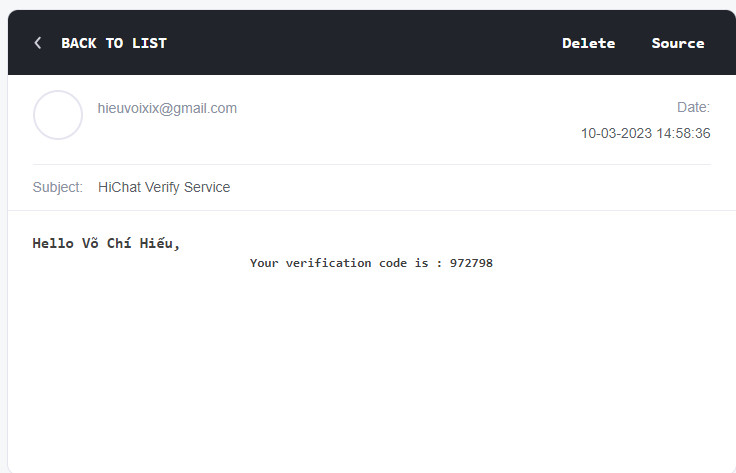 BACK TO LIST Delete Source
hieuvoixix@gmail.com Date:
10-03-2023 14:58:36
Subject: HiChat Verify Service
Hello Võ Chí Hiếu,
Your verification code is : 972798